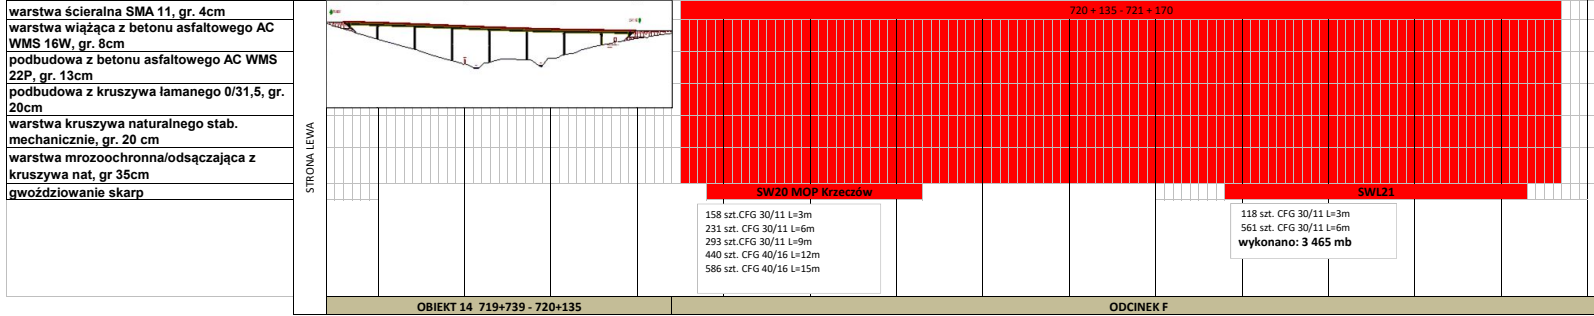 warstwa ścieralna SMA 11, gr. 4cm
warstwa wiążąca z betonu asfaltowego AC
WMS 16W, gr. 8cm
podbudowa z betonu asfaltowego AC WMS
22P, gr. 13cm
podbudowa z kruszywa łamanego 0/31,5, gr.
20cm
warstwa kruszywa naturalnego stab.
mechanicznie, gr. 20 cm
warstwa mrozoochronna/odsączająca z
kruszywa nat, gr 35cm
gwoździowanie skarp
STRONA LEWA
720 + 135 - 721 + 170
SW20 MOP Krzeczów
SWL21
158 szt.CFG 30/11 L=3m
231 szt.CFG 30/11 L=6m
293 szt.CFG 30/11 L=9m
440 szt. CFG 40/16 L=12m
586 szt. CFG 40/16 L=15m
118 szt. CFG 30/11 L=3m
561 szt. CFG 30/11 L=6m
wykonano: 3 465 mb
OBIEKT 14 719+739 - 720+135
ODCINEK F